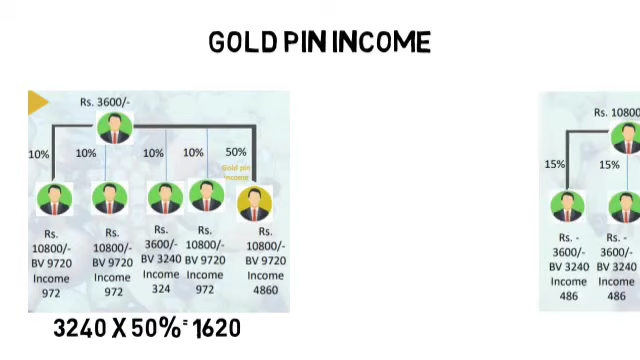 GOLD PIN INCOME
Rs. 3600/-
10% 10% 10% 10% 50%
Gold pin
income
Rs.
10800/-
BV 9720
Income
972
Rs.
10800/-
BV 9720
Income
972
Rs.
3600/-
BV 3240
Income
324
Rs.
10800/-
BV 9720
Income
972
Rs.
10800/-
BV 9720
Income
4860
3240 X 50% = 1620
Rs. 10800
15% 15%
Rs. -
3600/-
BV 3240
Income
486
Rs. -
3600/-
BV 3240
Income
486